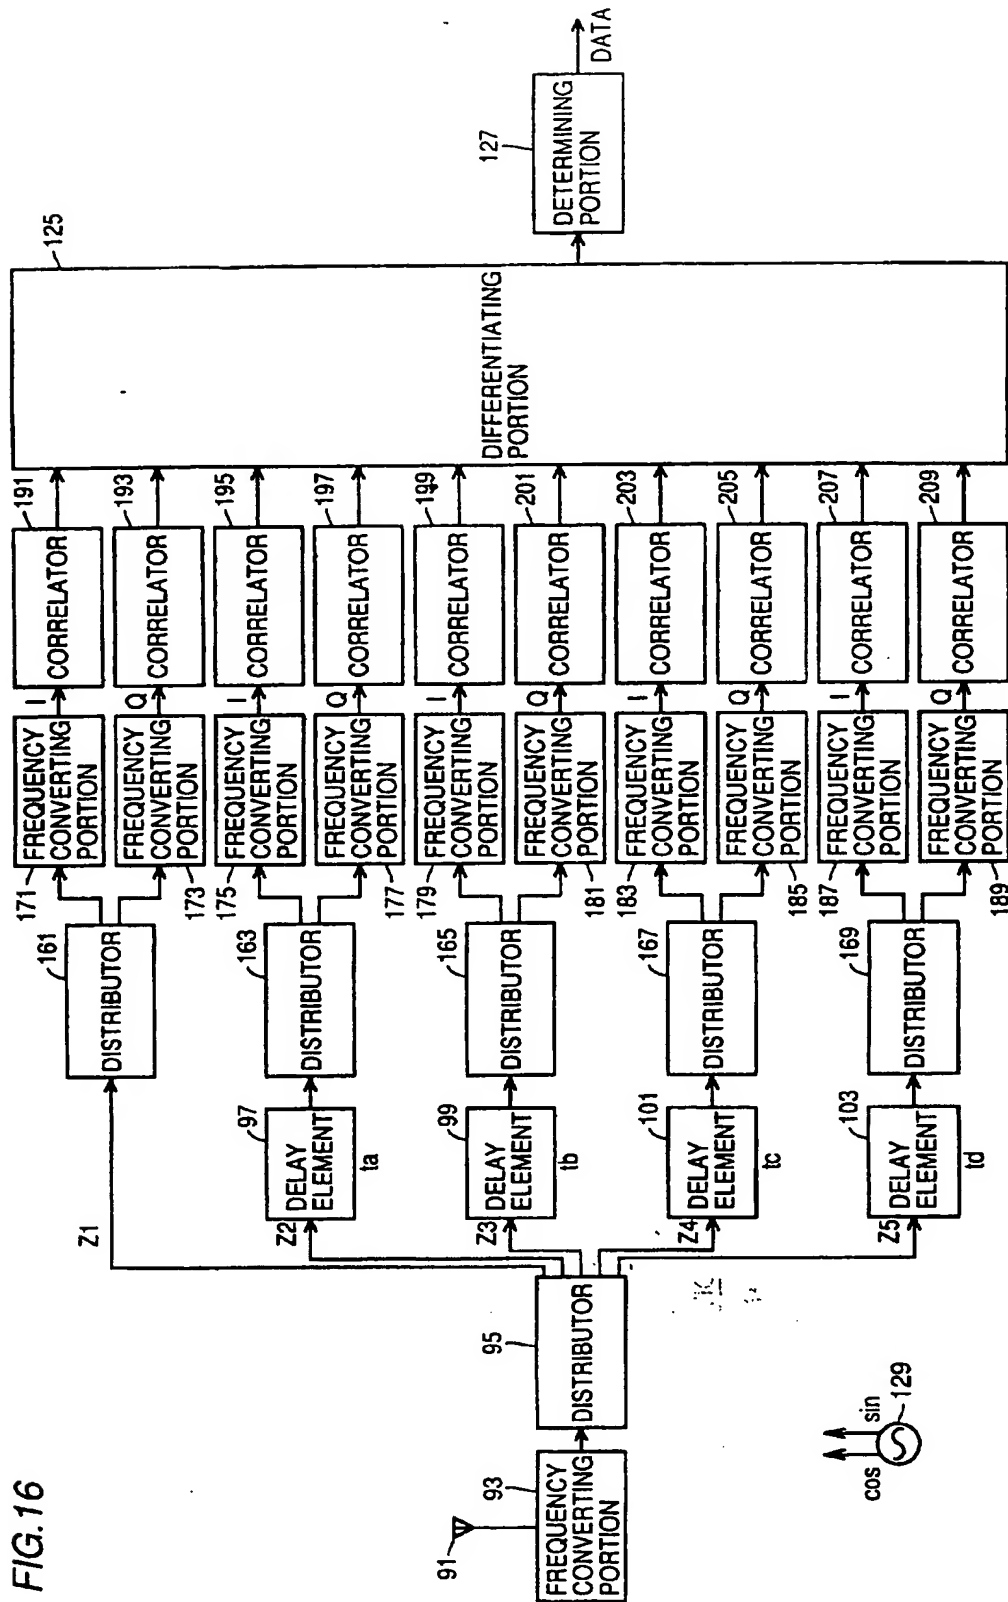 FIG.16
91
93
FREQUENCY
CONVERTING
PORTION
95
DISTRIBUTOR
cos
sin
129
Z1
Z2
Z3
Z4
Z5
97
DELAY
ELEMENT
ta
99
DELAY
ELEMENT
tb
101
DELAY
ELEMENT
tc
103
DELAY
ELEMENT
td
161
DISTRIBUTOR
163
DISTRIBUTOR
165
DISTRIBUTOR
167
DISTRIBUTOR
169
DISTRIBUTOR
171
FREQUENCY
CONVERTING
PORTION
I
173
FREQUENCY
CONVERTING
PORTION
Q
175
FREQUENCY
CONVERTING
PORTION
I
177
FREQUENCY
CONVERTING
PORTION
Q
179
FREQUENCY
CONVERTING
PORTION
I
181
FREQUENCY
CONVERTING
PORTION
Q
183
FREQUENCY
CONVERTING
PORTION
I
185
FREQUENCY
CONVERTING
PORTION
Q
187
FREQUENCY
CONVERTING
PORTION
I
189
FREQUENCY
CONVERTING
PORTION
Q
191
CORRELATOR
193
CORRELATOR
195
CORRELATOR
197
CORRELATOR
199
CORRELATOR
201
CORRELATOR
203
CORRELATOR
205
CORRELATOR
207
CORRELATOR
209
CORRELATOR
125
DIFFERENTIATING
PORTION
127
DETERMINING
PORTION
DATA